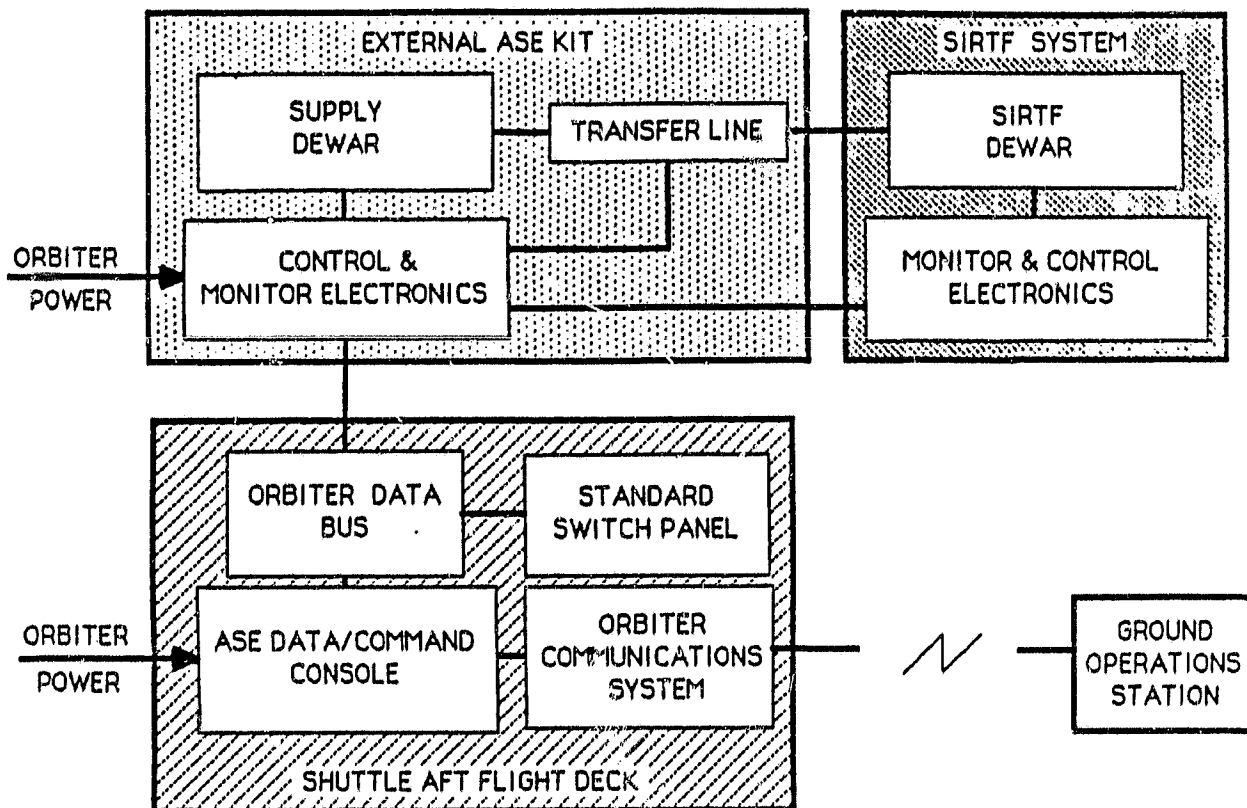 EXTERNAL ASE KIT
SIRTF SYSTEM
SUPPLY
DEWAR
TRANSFER LINE
SIRTF
DEWAR
ORBITER
POWER
CONTROL &
MONITOR ELECTRONICS
MONITOR & CONTROL
ELECTRONICS
ORBITER DATA
BUS
STANDARD
SWITCH PANEL
ORBITER
POWER
ASE DATA/COMMAND
CONSOLE
ORBITER
COMMUNICATIONS
SYSTEM
GROUND
OPERATIONS
STATION
SHUTTLE AFT FLIGHT DECK